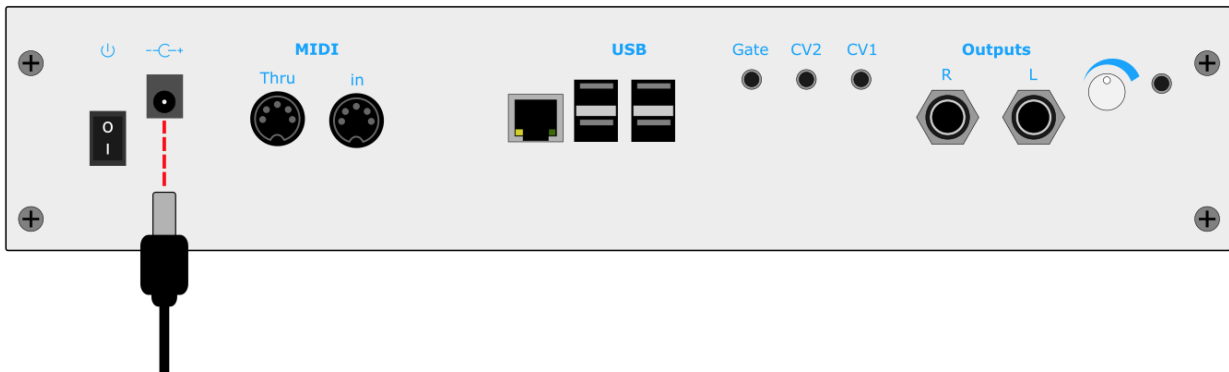 MIDI
USB
Gate CV2 CV1
Outputs
Thru in
R L
O
I